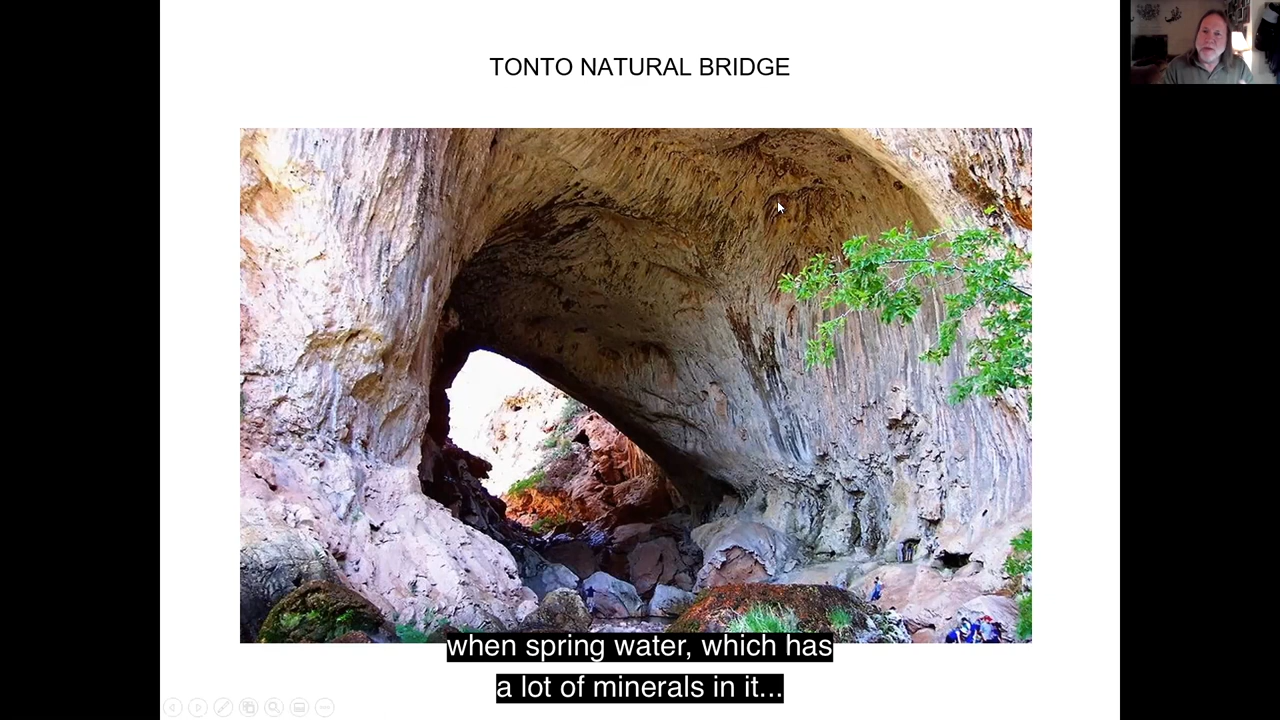 TONTO NATURAL BRIDGE
when spring water, which has
a lot of minerals in it...